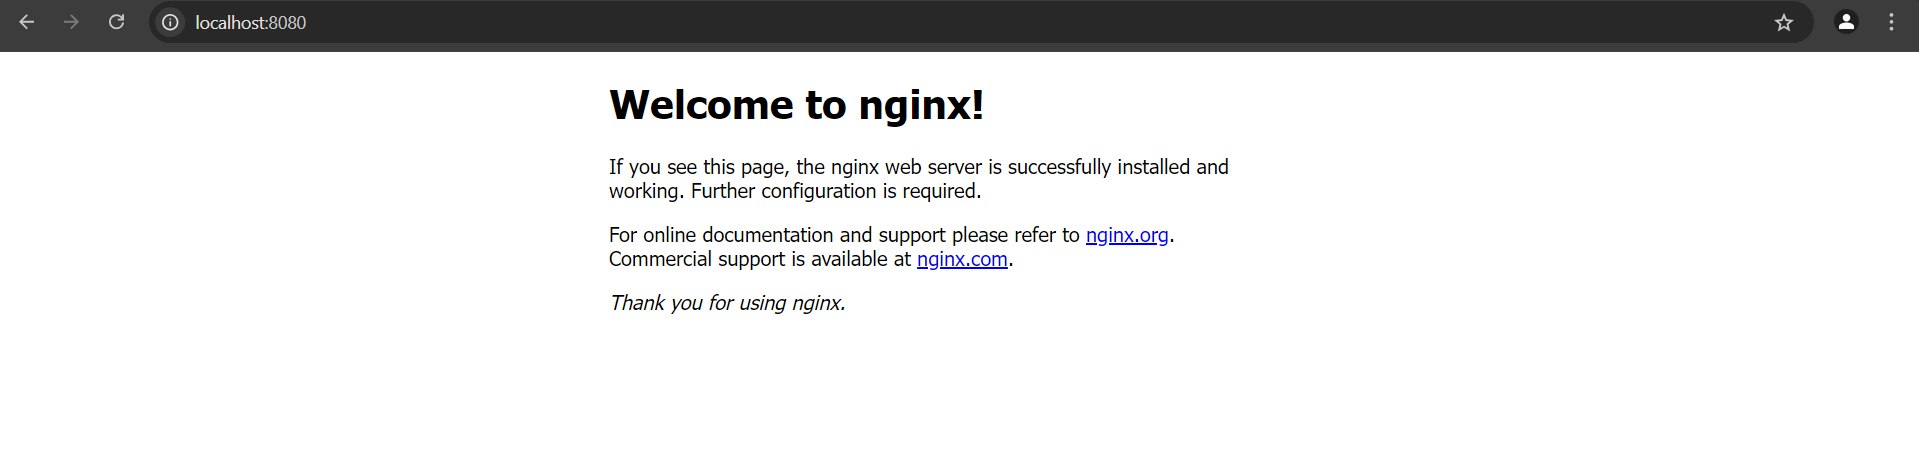 localhost:8080
Welcome to nginx!
If you see this page, the nginx web server is successfully installed and
working. Further configuration is required.
For online documentation and support please refer to nginx.org.
Commercial support is available at nginx.com.
Thank you for using nginx.